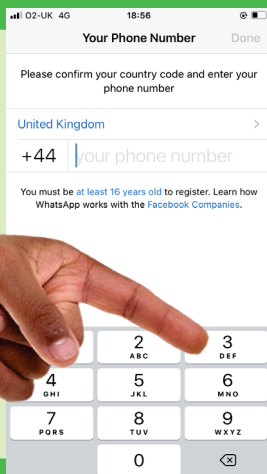 O2-UK 4G 18:56
Your Phone Number Done
Please confirm your country code and enter your
phone number
United Kingdom
+44 your phone number
You must be at least 16 years old to register. Learn how
WhatsApp works with the Facebook Companies.
2 3
ABC DEF
4 5 6
GHI JKL MNO
7 8 9
PQRS TUV WXYZ
0